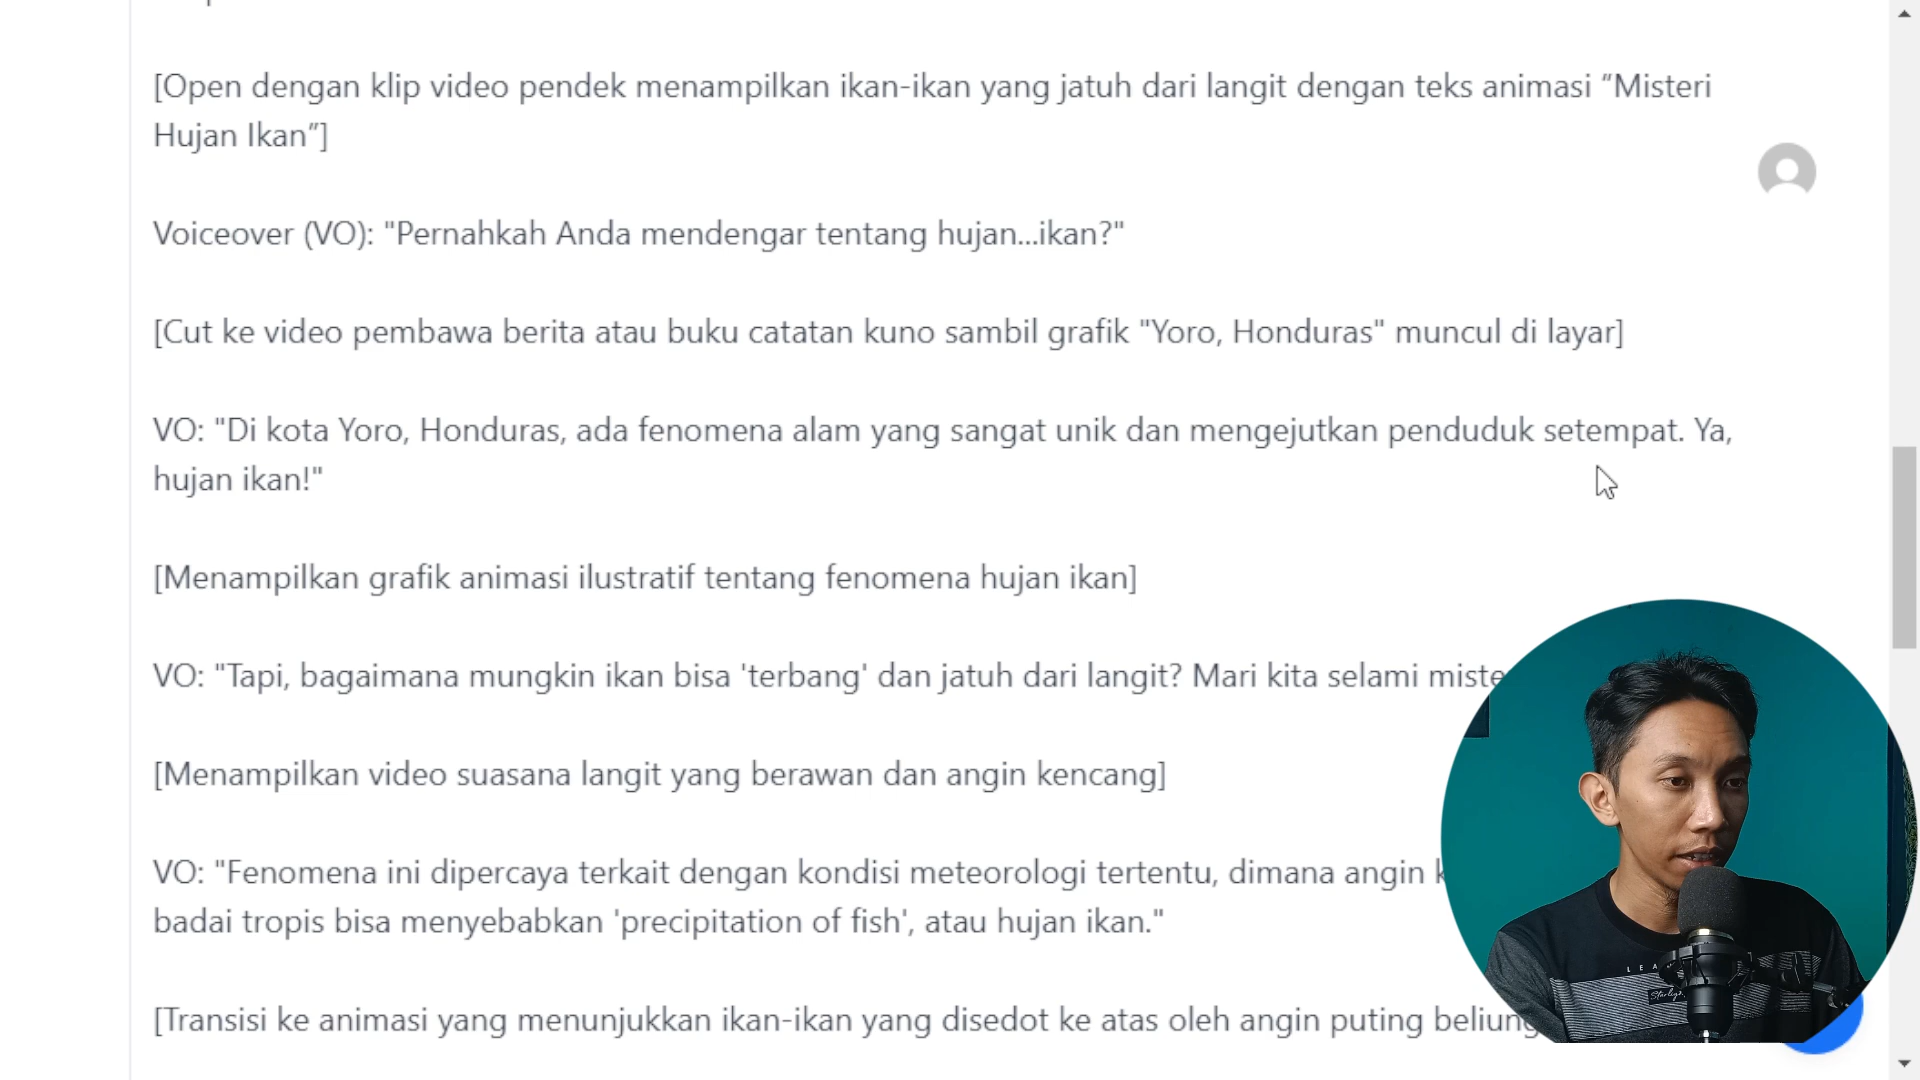 [Open dengan klip video pendek menampilkan ikan-ikan yang jatuh dari langit dengan teks animasi “Misteri
Hujan Ikan”]
Voiceover (VO): "Pernahkah Anda mendengar tentang hujan...ikan?"
[Cut ke video pembawa berita atau buku catatan kuno sambil grafik "Yoro, Honduras" muncul di layar]
VO: "Di kota Yoro, Honduras, ada fenomena alam yang sangat unik dan mengejutkan penduduk setempat. Ya,
hujan ikan!"
[Menampilkan grafik animasi ilustratif tentang fenomena hujan ikan]
VO: "Tapi, bagaimana mungkin ikan bisa 'terbang' dan jatuh dari langit? Mari kita selami
[Menampilkan video suasana langit yang berawan dan angin kencang]
VO: "Fenomena ini dipercaya terkait dengan kondisi meteorologi tertentu, dimana angin
badai tropis bisa menyebabkan 'precipitation of fish', atau hujan ikan."
[Transisi ke animasi yang menunjukkan ikan-ikan yang disedot ke atas oleh angin puting beliung